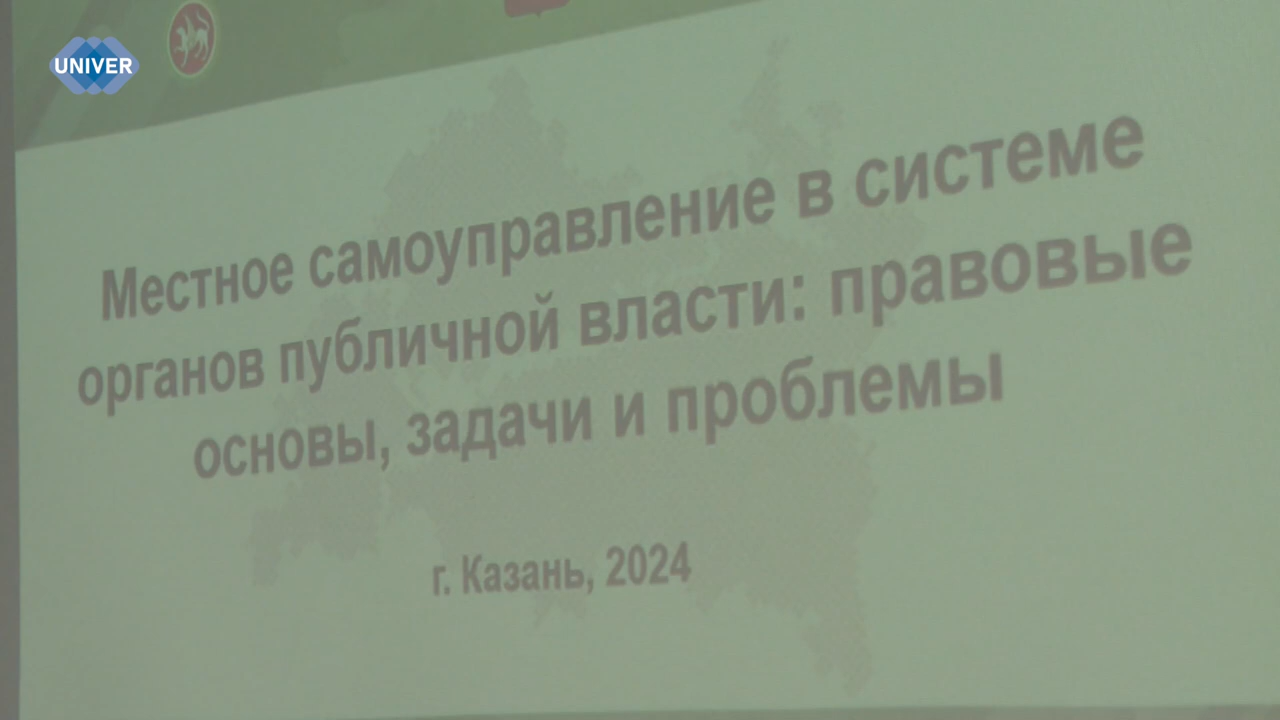 UNIVER
Местное самоуправление в системе
органов публичной власти: правовые
основы, задачи и проблемы
г. Казань, 2024